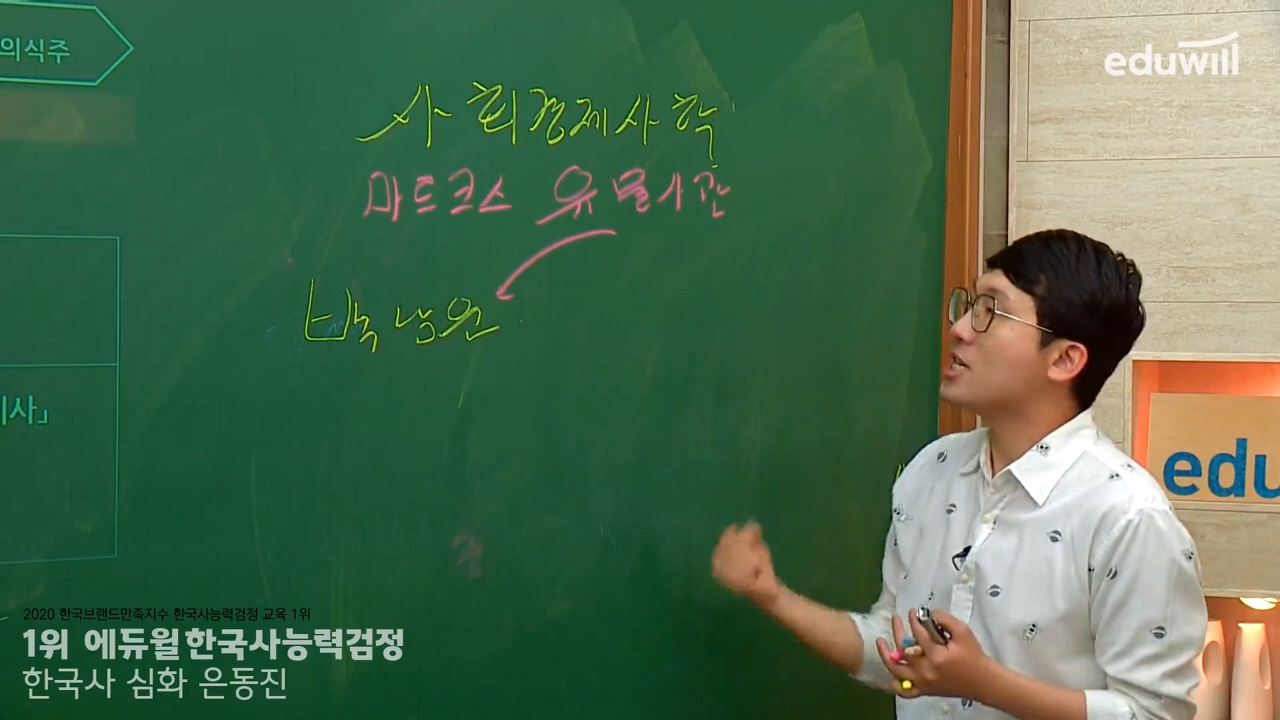 의식주
eduwill
사회경제사학
마르크스 유물사관
백남운
사」
edu
2020 한국브랜드만족지수 한국사능력검정 교육 1위
1위 에듀윌 한국사능력검정
한국사 심화 은동진